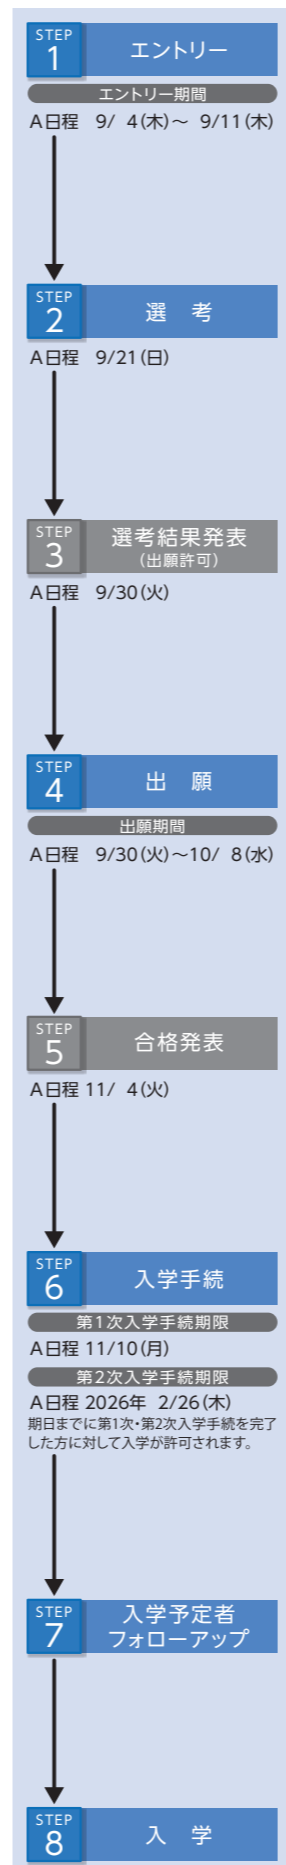 STEP
1
エントリー
エントリー期間
A日程 9/ 4(木)～ 9/11(木)
STEP
2
選 考
A日程 9/21(日)
STEP
3
選考結果発表
(出願許可)
A日程 9/30(火)
STEP
4
出 願
出願期間
A日程 9/30(火)～10/ 8(水)
STEP
5
合格発表
A日程 11/ 4(火)
STEP
6
入学手続
第1次入学手続期限
A日程 11/10(月)
第2次入学手続期限
A日程 2026年 2/26(木)
期日までに第1次・第2次入学手続を完了
した方に対して入学が許可されます。
STEP
7
入学予定者
フォローアップ
STEP
8
入 学